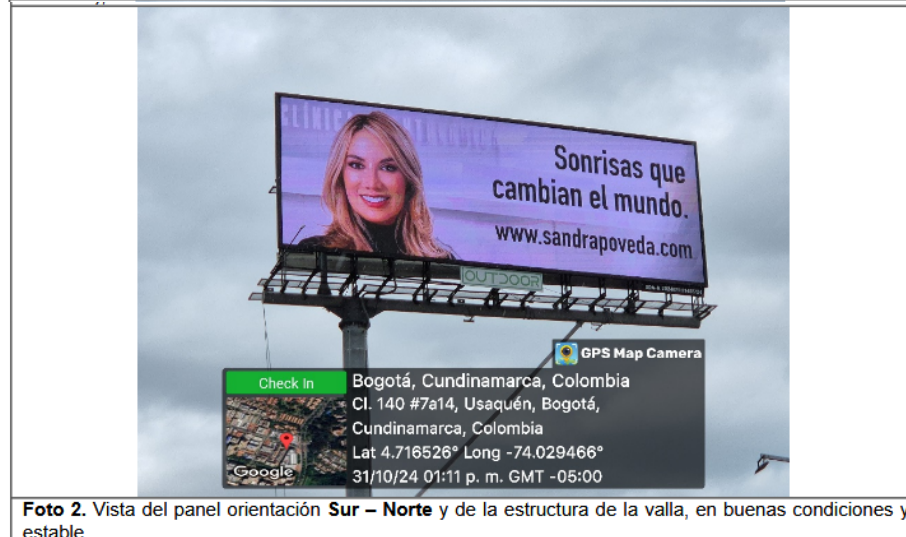 CLÍNICA
Sonrisas que
cambian el mundo.
www.sandrapoveda.com
OUTDOOR
GPS Map Camera
Check In
Bogotá, Cundinamarca, Colombia
Cl. 140 #7a14, Usaquén, Bogotá,
Cundinamarca, Colombia
Lat 4.716526° Long -74.029466°
31/10/24 01:11 p. m. GMT -05:00
Google
Foto 2. Vista del panel orientación Sur – Norte y de la estructura de la valla, en buenas condiciones y
estable